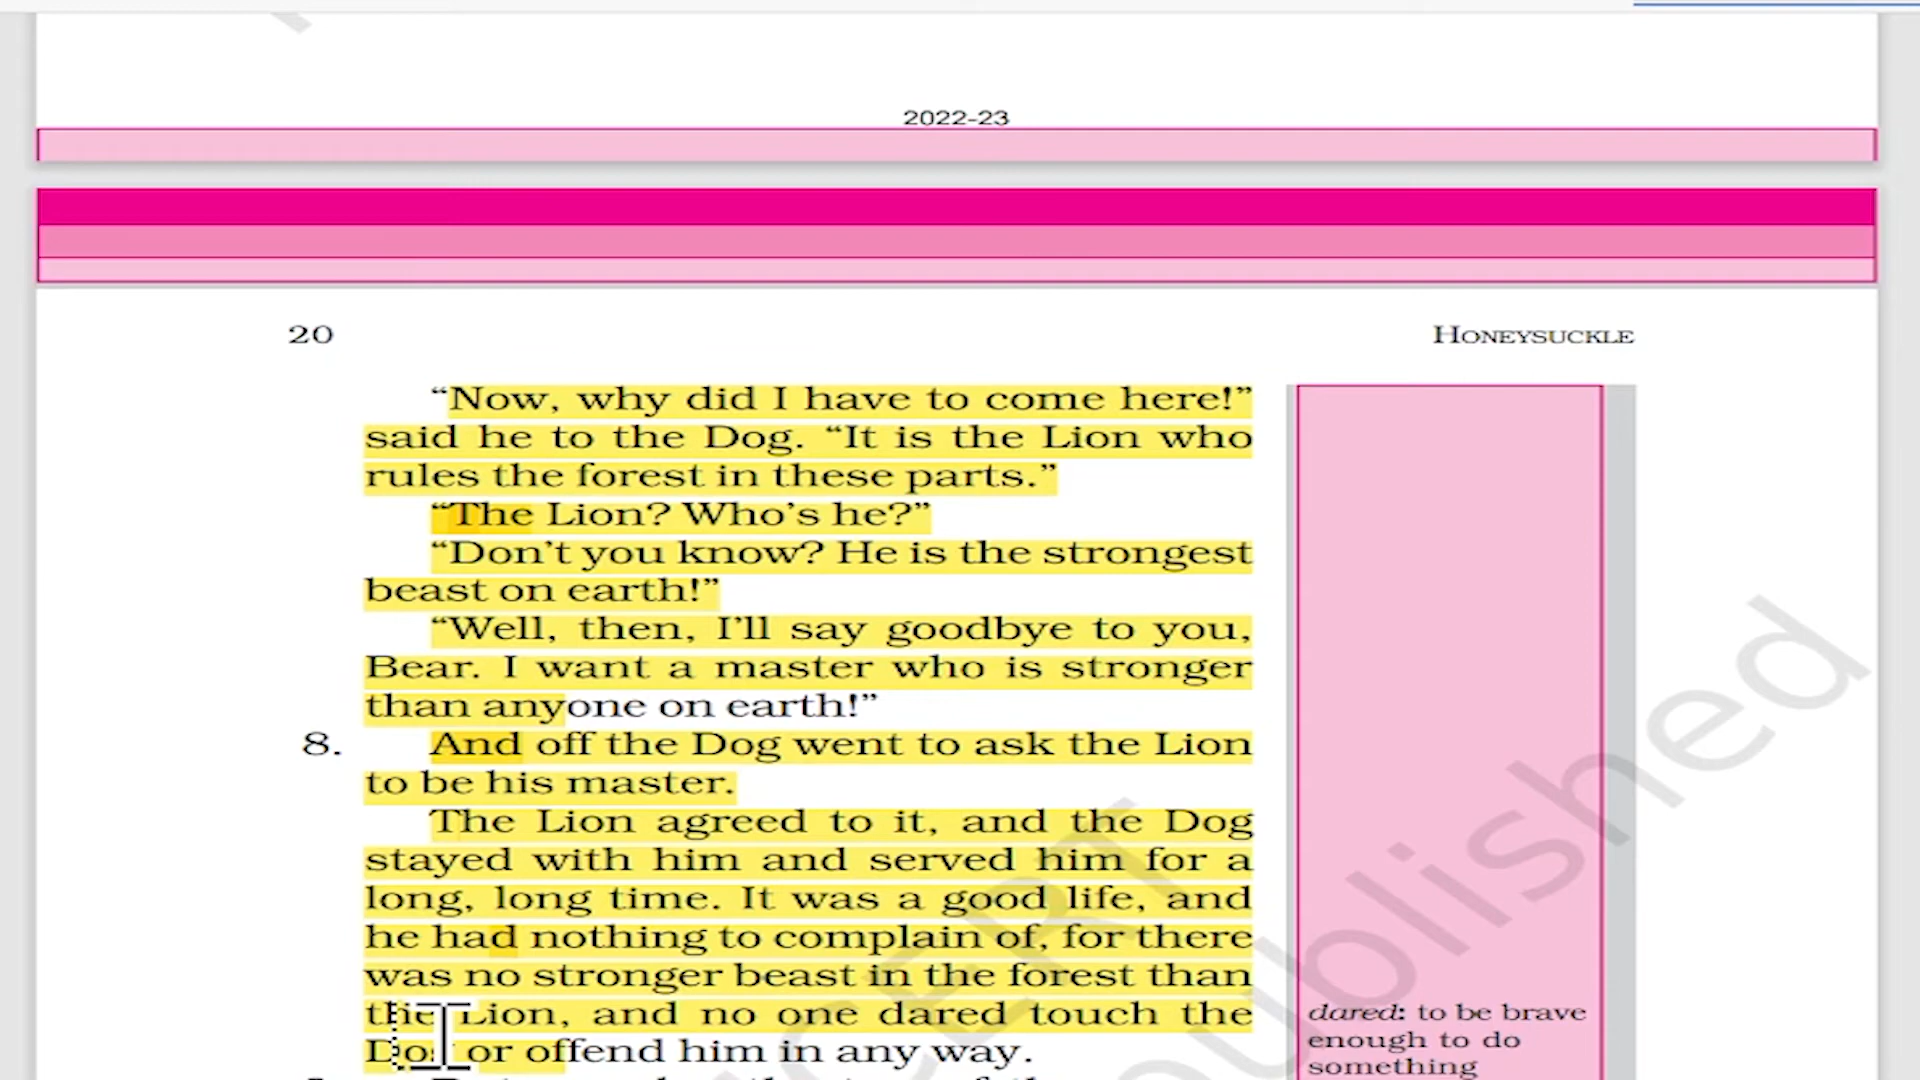 2022-23
20
HONEYSUCKLE
“Now, why did I have to come here!”
said he to the Dog. “It is the Lion who
rules the forest in these parts.”
“The Lion? Who’s he?”
“Don’t you know? He is the strongest
beast on earth!”
“Well, then, I’ll say goodbye to you,
Bear. I want a master who is stronger
than anyone on earth!”
8. And off the Dog went to ask the Lion
to be his master.
The Lion agreed to it, and the Dog
stayed with him and served him for a
long, long time. It was a good life, and
he had nothing to complain of, for there
was no stronger beast in the forest than
the Lion, and no one dared touch the
Dog or offend him in any way.
dared: to be brave
enough to do
something